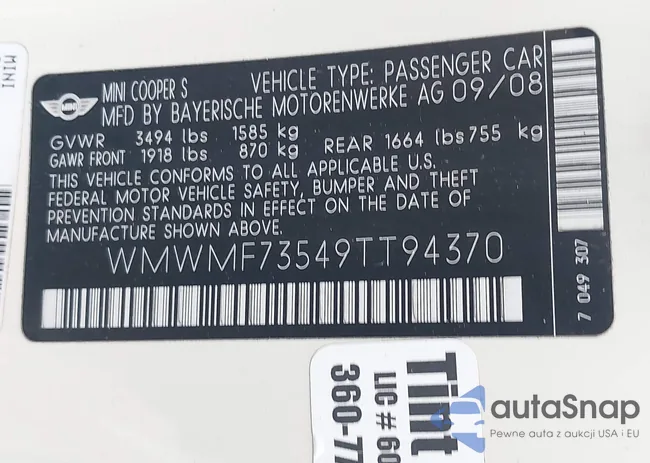 MINI
MINI
MINI COOPER S VEHICLE TYPE: PASSENGER CAR
MFD BY BAYERISCHE MOTORENWERKE AG 09/08
GVWR 3494 lbs 1585 kg
GAWR FRONT 1918 lbs 870 kg REAR 1664 lbs 755 kg
THIS VEHICLE CONFORMS TO ALL APPLICABLE U.S.
FEDERAL MOTOR VEHICLE SAFETY, BUMPER AND THEFT
PREVENTION STANDARDS IN EFFECT ON THE DATE OF
MANUFACTURE SHOWN ABOVE.
WMWMF73549TT94370
7 049 307
Tint
LIC # 60
360-77
autaSnap
Pewne auta z aukcji USA i EU